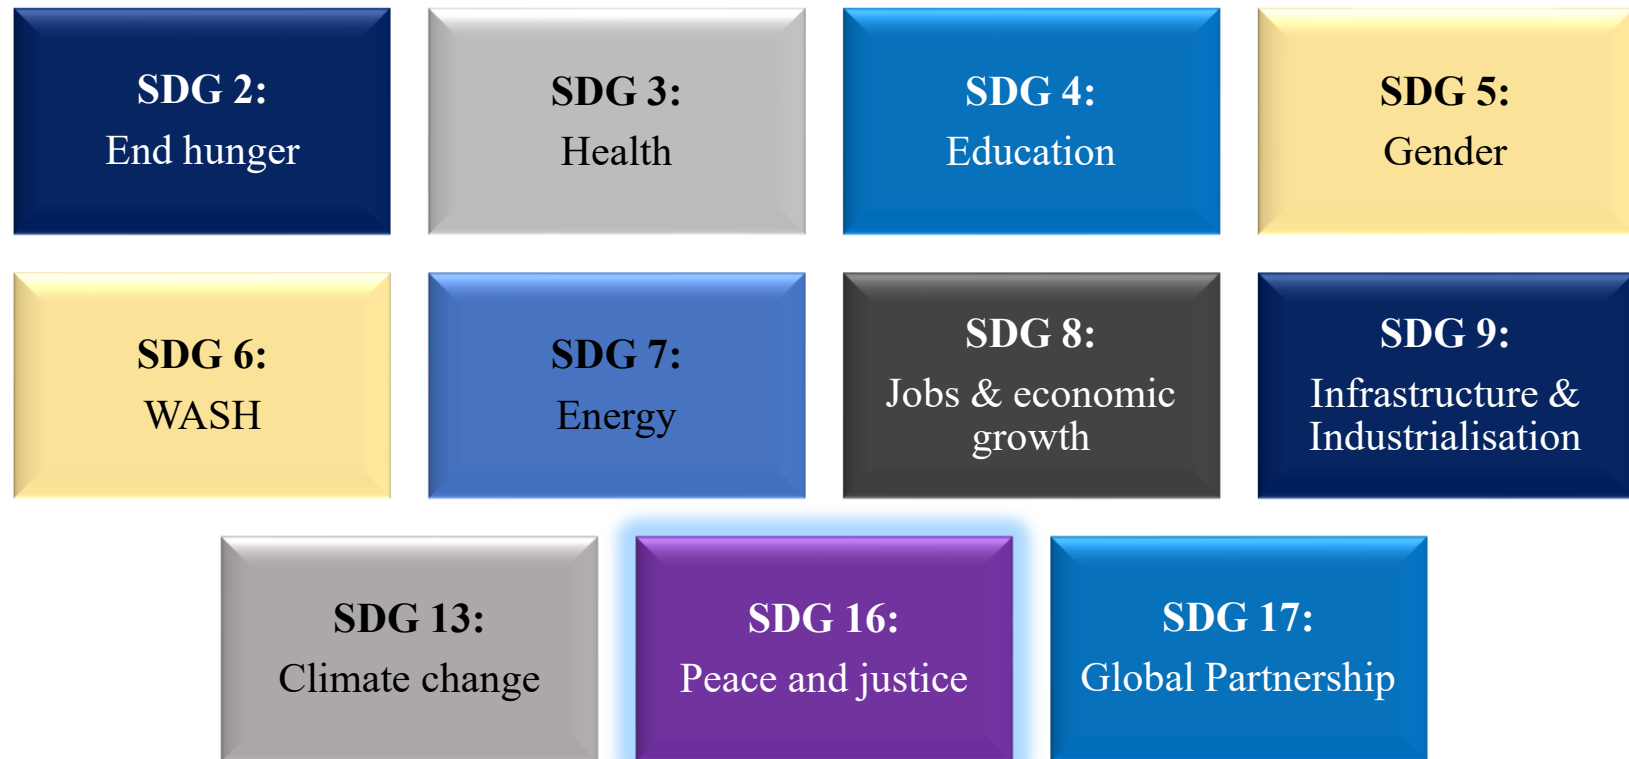 SDG 2:
End hunger
SDG 3:
Health
SDG 4:
Education
SDG 5:
Gender
SDG 6:
WASH
SDG 7:
Energy
SDG 8:
Jobs & economic
growth
SDG 9:
Infrastructure &
Industrialisation
SDG 13:
Climate change
SDG 16:
Peace and justice
SDG 17:
Global Partnership